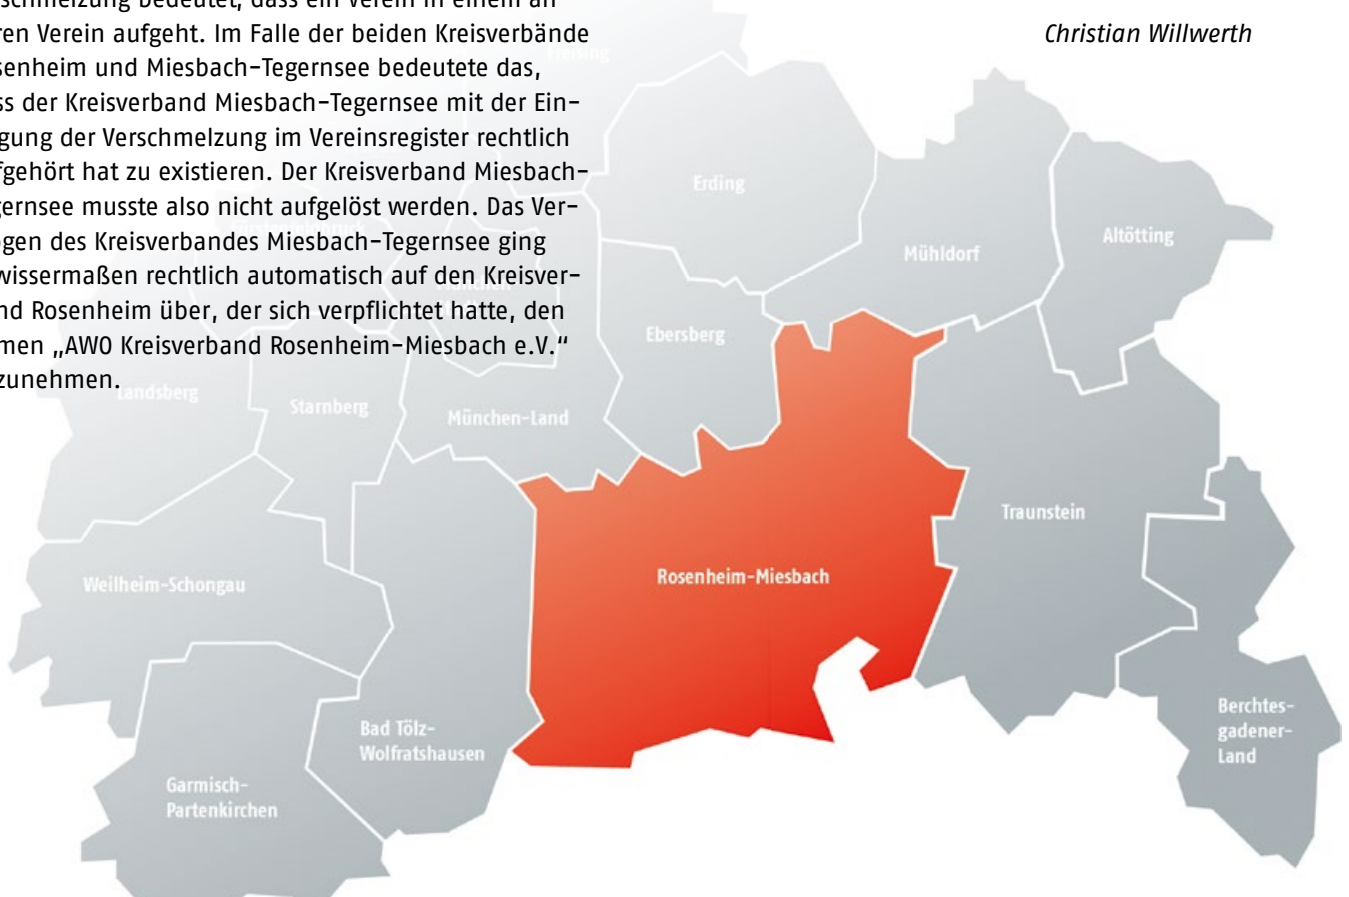 schmelzung bedeutet, dass ein Verein in einem an
ren Verein aufgeht. Im Falle der beiden Kreisverbände
senheim und Miesbach-Tegernsee bedeutete das,
ss der Kreisverband Miesbach-Tegernsee mit der Ein-
gung der Verschmelzung im Vereinsregister rechtlich
fgehört hat zu existieren. Der Kreisverband Miesbach-
gernsee musste also nicht aufgelöst werden. Das Ver-
gen des Kreisverbandes Miesbach-Tegernsee ging
wissermaßen rechtlich automatisch auf den Kreisver-
nd Rosenheim über, der sich verpflichtet hatte, den
men „AWO Kreisverband Rosenheim-Miesbach e.V.“
zunehmen.
Christian Willwerth
Freising
Erding
Mühldorf
Altötting
Ebersberg
Landsberg
Starnberg
München-Land
Traunstein
Rosenheim-Miesbach
Weilheim-Schongau
Bad Tölz-
Wolfratshausen
Garmisch-
Partenkirchen
Berchtes-
gadener-
Land